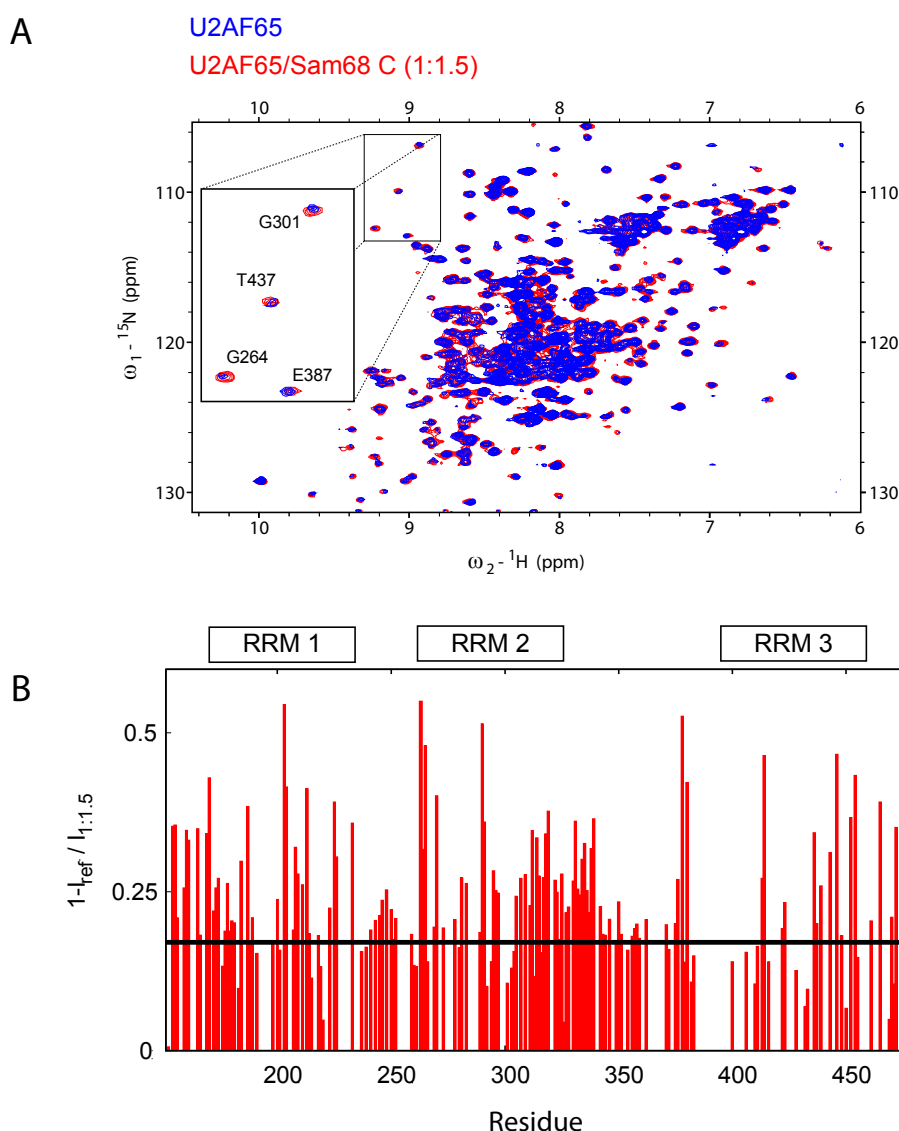 A
U2AF65
U2AF65/Sam68 C (1:1.5)
10 9 8 7 6
110 110
G301
T437
G264
E387
120 120
130 130
10 9 8 7 6
ω1 - 15N (ppm)
ω2 - 1H (ppm)
B
RRM 1 RRM 2 RRM 3
0.5
0.25
0
1-Iref / I1:1.5
200 250 300 350 400 450
Residue